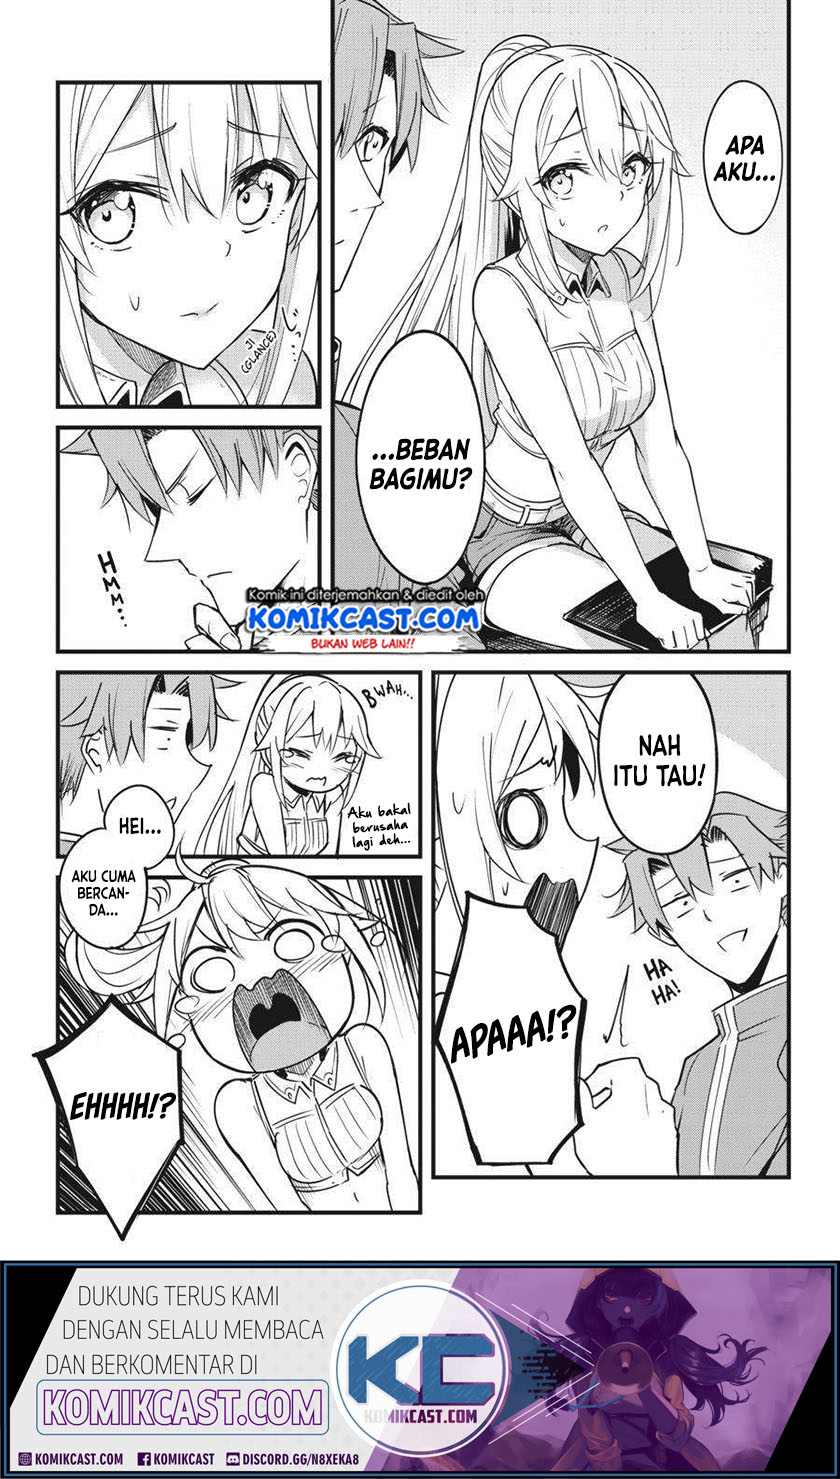 APA
AKU...
...BEBAN
BAGIMU?
JI
(GLANCE)
じ...
HMM...
Komik ini diterjemahkan & diedit oleh
KOMIKCAST.COM
BUKAN WEB LAIN!!
NAH
ITU TAU!
HA
HA!
APAAA!?
BWAH...
Aku bakal
berusaha
lagi deh...
HEI...
AKU CUMA
BERCAN-
DA...
EHHHH!?
DUKUNG TERUS KAMI
DENGAN SELALU MEMBACA
DAN BERKOMENTAR DI
KOMIKCAST.COM
KC
KOMIKCAST.COM
KOMIKCAST.COM
KOMIKCAST
DISCORD.GG/N8XEKA8